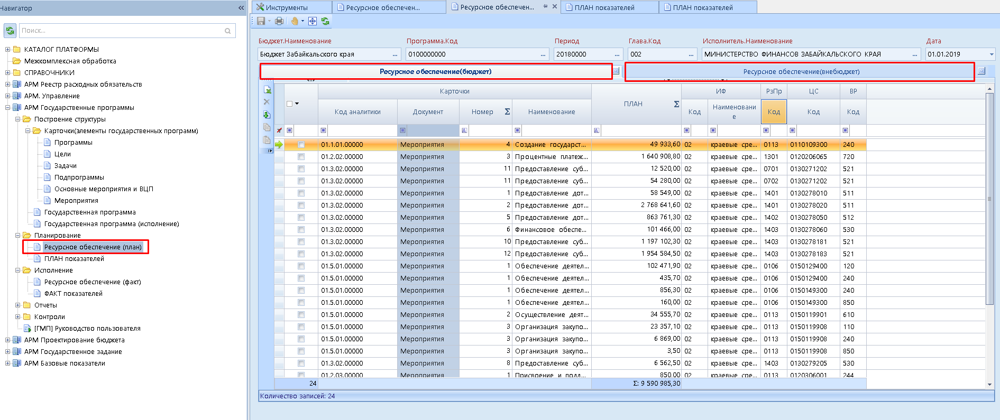 Навигатор
Поиск...
КАТАЛОГ ПЛАТФОРМЫ
Межкомплексная обработка
СПРАВОЧНИКИ
АРМ Реестр расходных обязательств
АРМ. Управление
АРМ Государственные программы
Построение структуры
Карточки(элементы государственных программ)
Программы
Цели
Задачи
Подпрограммы
Основные мероприятия и ВЦП
Мероприятия
Государственная программа
Государственная программа (исполнение)
Планирование
Ресурсное обеспечение (план)
ПЛАН показателей
Исполнение
Ресурсное обеспечение (факт)
ФАКТ показателей
Отчеты
Контроли
[ГМП] Руководство пользователя
АРМ Проектирование бюджета
АРМ Государственное задание
АРМ Базовые показатели
Инструменты Ресурсное обеспечен... Ресурсное обеспечен... ПЛАН показателей ПЛАН показателей
Бюджет.Наименование Программа.Код Период Глава.Код Исполнитель.Наименование Дата
Бюджет Забайкальского края ... 0100000000 ... 20180000 ... 002 ... МИНИСТЕРСТВО ФИНАНСОВ ЗАБАЙКАЛЬСКОГО КРАЯ ... 01.01.2019
Ресурсное обеспечение(бюджет) Ресурсное обеспечение(внебюджет)
Карточки ПЛАН Σ ИФ РзПр ЦС ВР
Код аналитики Документ Номер Σ Наименование Код Наименование Код Код Код
01.1.01.00000 Мероприятия 4 Создание государст... 49 933,60 02 краевые сре... 0113 0110109300 240
01.2.02.00000 Мероприятия 3 Процентные платеж... 1 640 908,80 02 краевые сре... 1301 0120206065 720
01.3.02.00000 Мероприятия 11 Предоставление суб... 12 520,00 02 краевые сре... 0701 0130271202 521
01.3.02.00000 Мероприятия 11 Предоставление суб... 54 280,00 02 краевые сре... 0702 0130271202 521
01.3.02.00000 Мероприятия 1 Предоставление дот... 58 549,00 02 краевые сре... 1401 0130278010 511
01.3.02.00000 Мероприятия 2 Предоставление дот... 2 768 641,60 02 краевые сре... 1401 0130278020 511
01.3.02.00000 Мероприятия 5 Предоставление дот... 863 761,30 02 краевые сре... 1402 0130278050 512
01.3.02.00000 Мероприятия 6 Финансовое обеспе... 101 466,00 02 краевые сре... 1403 0130278060 530
01.3.02.00000 Мероприятия 10 Предоставление суб... 1 197 102,30 02 краевые сре... 1403 0130278181 521
01.3.02.00000 Мероприятия 12 Предоставление суб... 1 954 584,50 02 краевые сре... 1403 0130278183 521
01.5.01.00000 Мероприятия 1 Обеспечение деятел... 102 471,90 02 краевые сре... 0106 0150129400 120
01.5.01.00000 Мероприятия 1 Обеспечение деятел... 435,70 02 краевые сре... 0106 0150129400 240
01.5.01.00000 Мероприятия 1 Обеспечение деятел... 856,30 02 краевые сре... 0106 0150149300 240
01.5.01.00000 Мероприятия 1 Обеспечение деятел... 160,00 02 краевые сре... 0106 0150149300 850
01.5.01.00000 Мероприятия 2 Осуществление деят... 34 555,70 02 краевые сре... 0113 0150119901 610
01.5.01.00000 Мероприятия 3 Организация закупо... 23 357,10 02 краевые сре... 0113 0150119908 110
01.5.01.00000 Мероприятия 3 Организация закупо... 6 869,00 02 краевые сре... 0113 0150119908 240
01.5.01.00000 Мероприятия 3 Организация закупо... 3,50 02 краевые сре... 0113 0150119908 850
01.3.02.00000 Мероприятия 8 Предоставление суб... 6 562,50 02 краевые сре... 1403 0130279205 530
01.2.03.00000 Мероприятия 1 Присвоение и подд... 850,00 02 краевые сре... 0113 0120306001 244
24 Σ: 9 590 985,30
Количество записей: 24